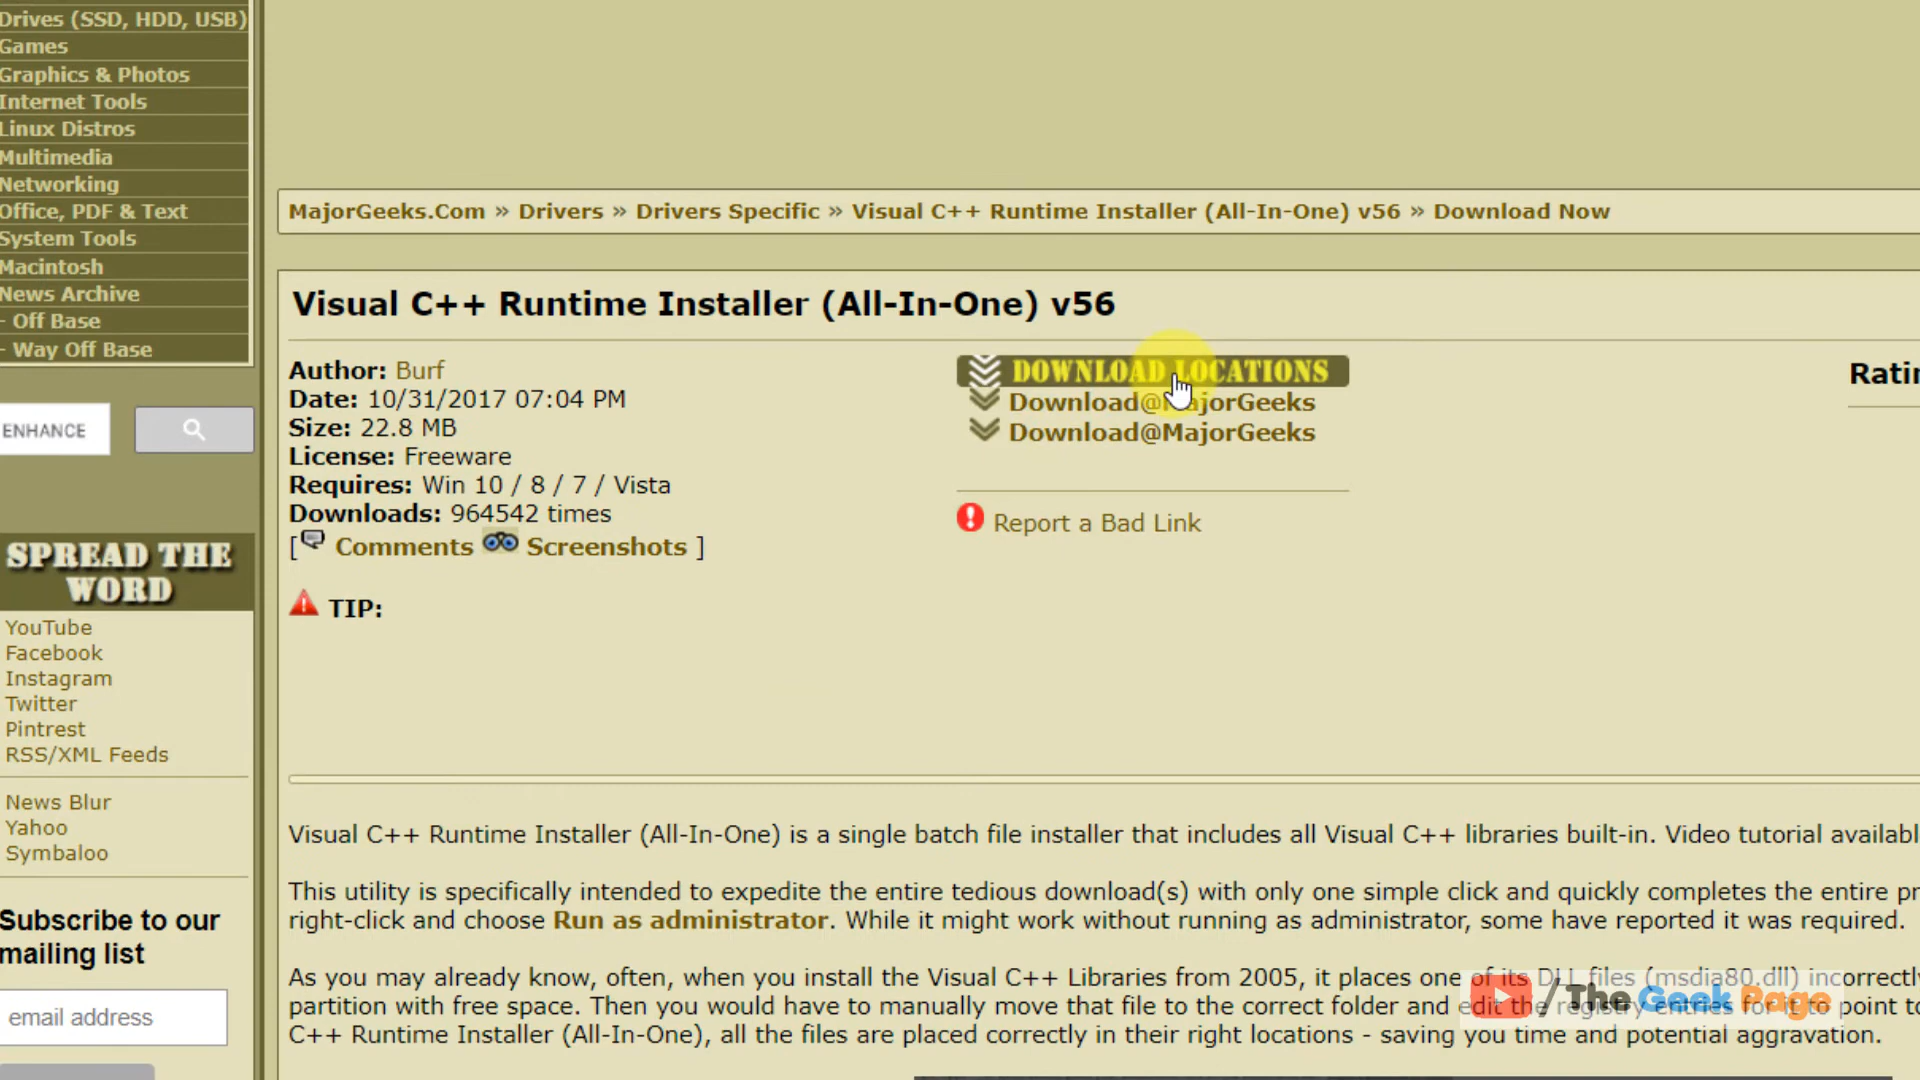 Drives (SSD, HDD, USB)
Games
Graphics & Photos
Internet Tools
Linux Distros
Multimedia
Networking
Office, PDF & Text
System Tools
Macintosh
News Archive
- Off Base
- Way Off Base
ENHANCE
SPREAD THE
WORD
YouTube
Facebook
Instagram
Twitter
Pintrest
RSS/XML Feeds
News Blur
Yahoo
Symbaloo
Subscribe to our
mailing list
email address
MajorGeeks.Com » Drivers » Drivers Specific » Visual C++ Runtime Installer (All-In-One) v56 » Download Now
Visual C++ Runtime Installer (All-In-One) v56
Author: Burf
Date: 10/31/2017 07:04 PM
Size: 22.8 MB
License: Freeware
Requires: Win 10 / 8 / 7 / Vista
Downloads: 964542 times
[ Comments Screenshots ]
TIP:
DOWNLOAD LOCATIONS
Download@MajorGeeks
Download@MajorGeeks
Report a Bad Link
Visual C++ Runtime Installer (All-In-One) is a single batch file installer that includes all Visual C++ libraries built-in. Video tutorial
This utility is specifically intended to expedite the entire tedious download(s) with only one simple click and quickly completes the entire
right-click and choose Run as administrator. While it might work without running as administrator, some have reported it was required.
As you may already know, often, when you install the Visual C++ Libraries from 2005, it places one of its DLL files (msdia80.dll)
partition with free space. Then you would have to manually move that file to the correct folder and edit the registry entries for it to point
C++ Runtime Installer (All-In-One), all the files are placed correctly in their right locations - saving you time and potential aggravation.
/The Geek Page